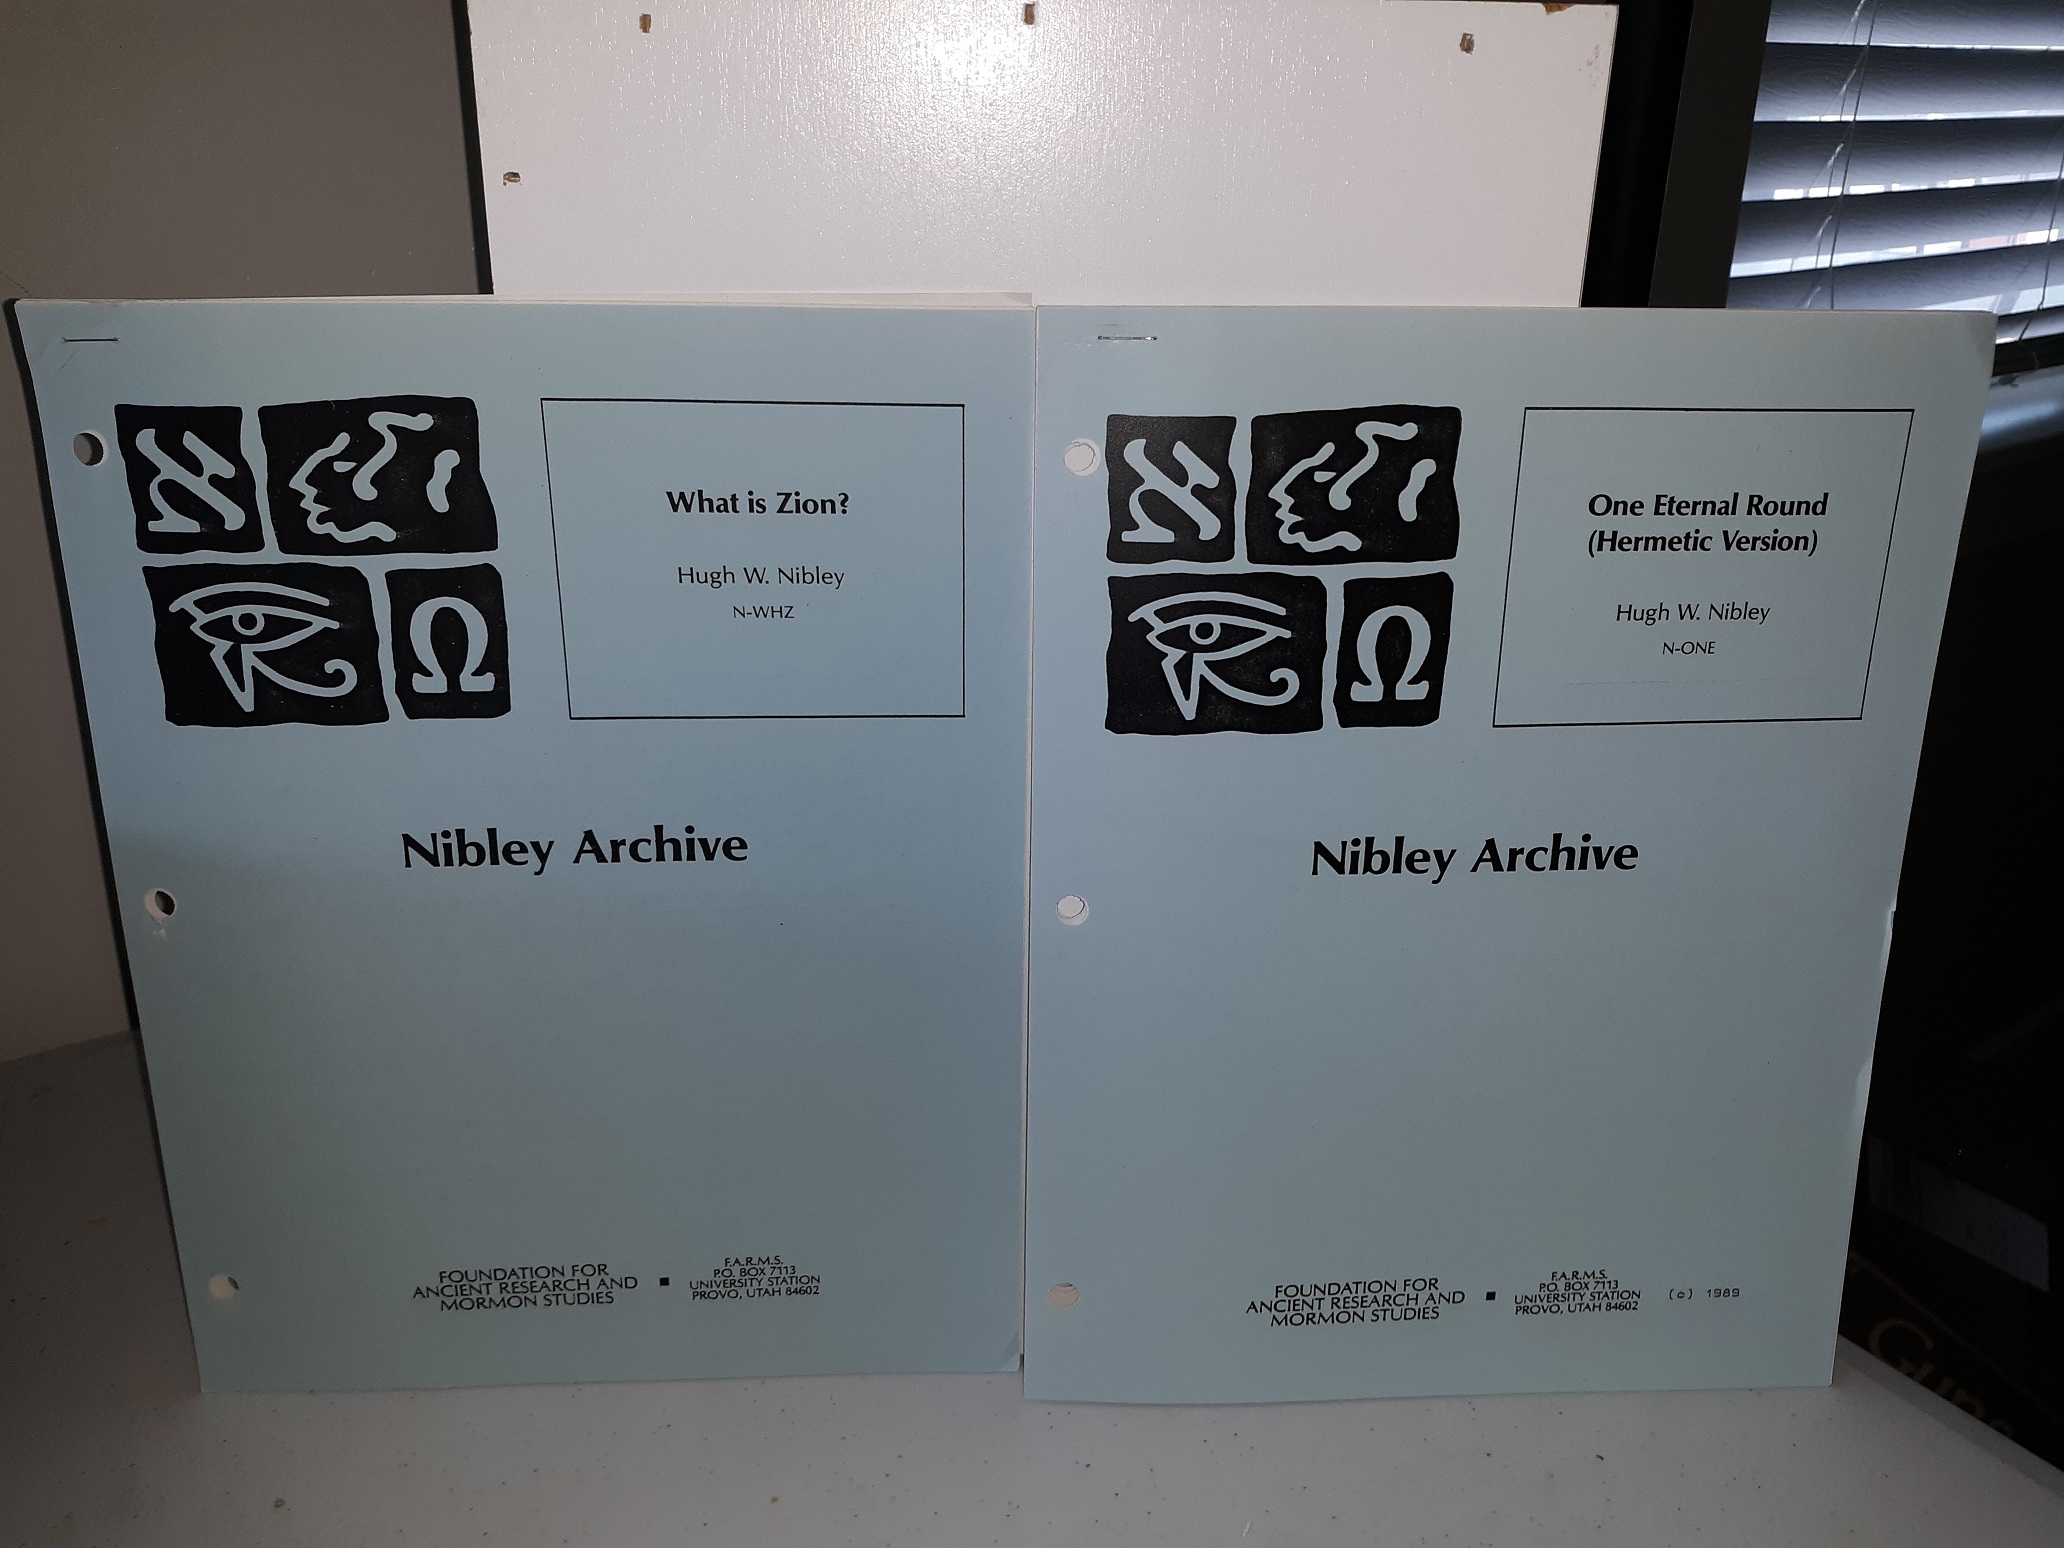 א
Ω
What is Zion?
Hugh W. Nibley
N-WHZ
Nibley Archive
FOUNDATION FOR
ANCIENT RESEARCH AND
MORMON STUDIES
■
F.A.R.M.S.
P.O. BOX 7113
UNIVERSITY STATION
PROVO, UTAH 84602
א
Ω
One Eternal Round
(Hermetic Version)
Hugh W. Nibley
N-ONE
Nibley Archive
FOUNDATION FOR
ANCIENT RESEARCH AND
MORMON STUDIES
■
F.A.R.M.S.
P.O. BOX 7113
UNIVERSITY STATION
PROVO, UTAH 84602
(c) 1989